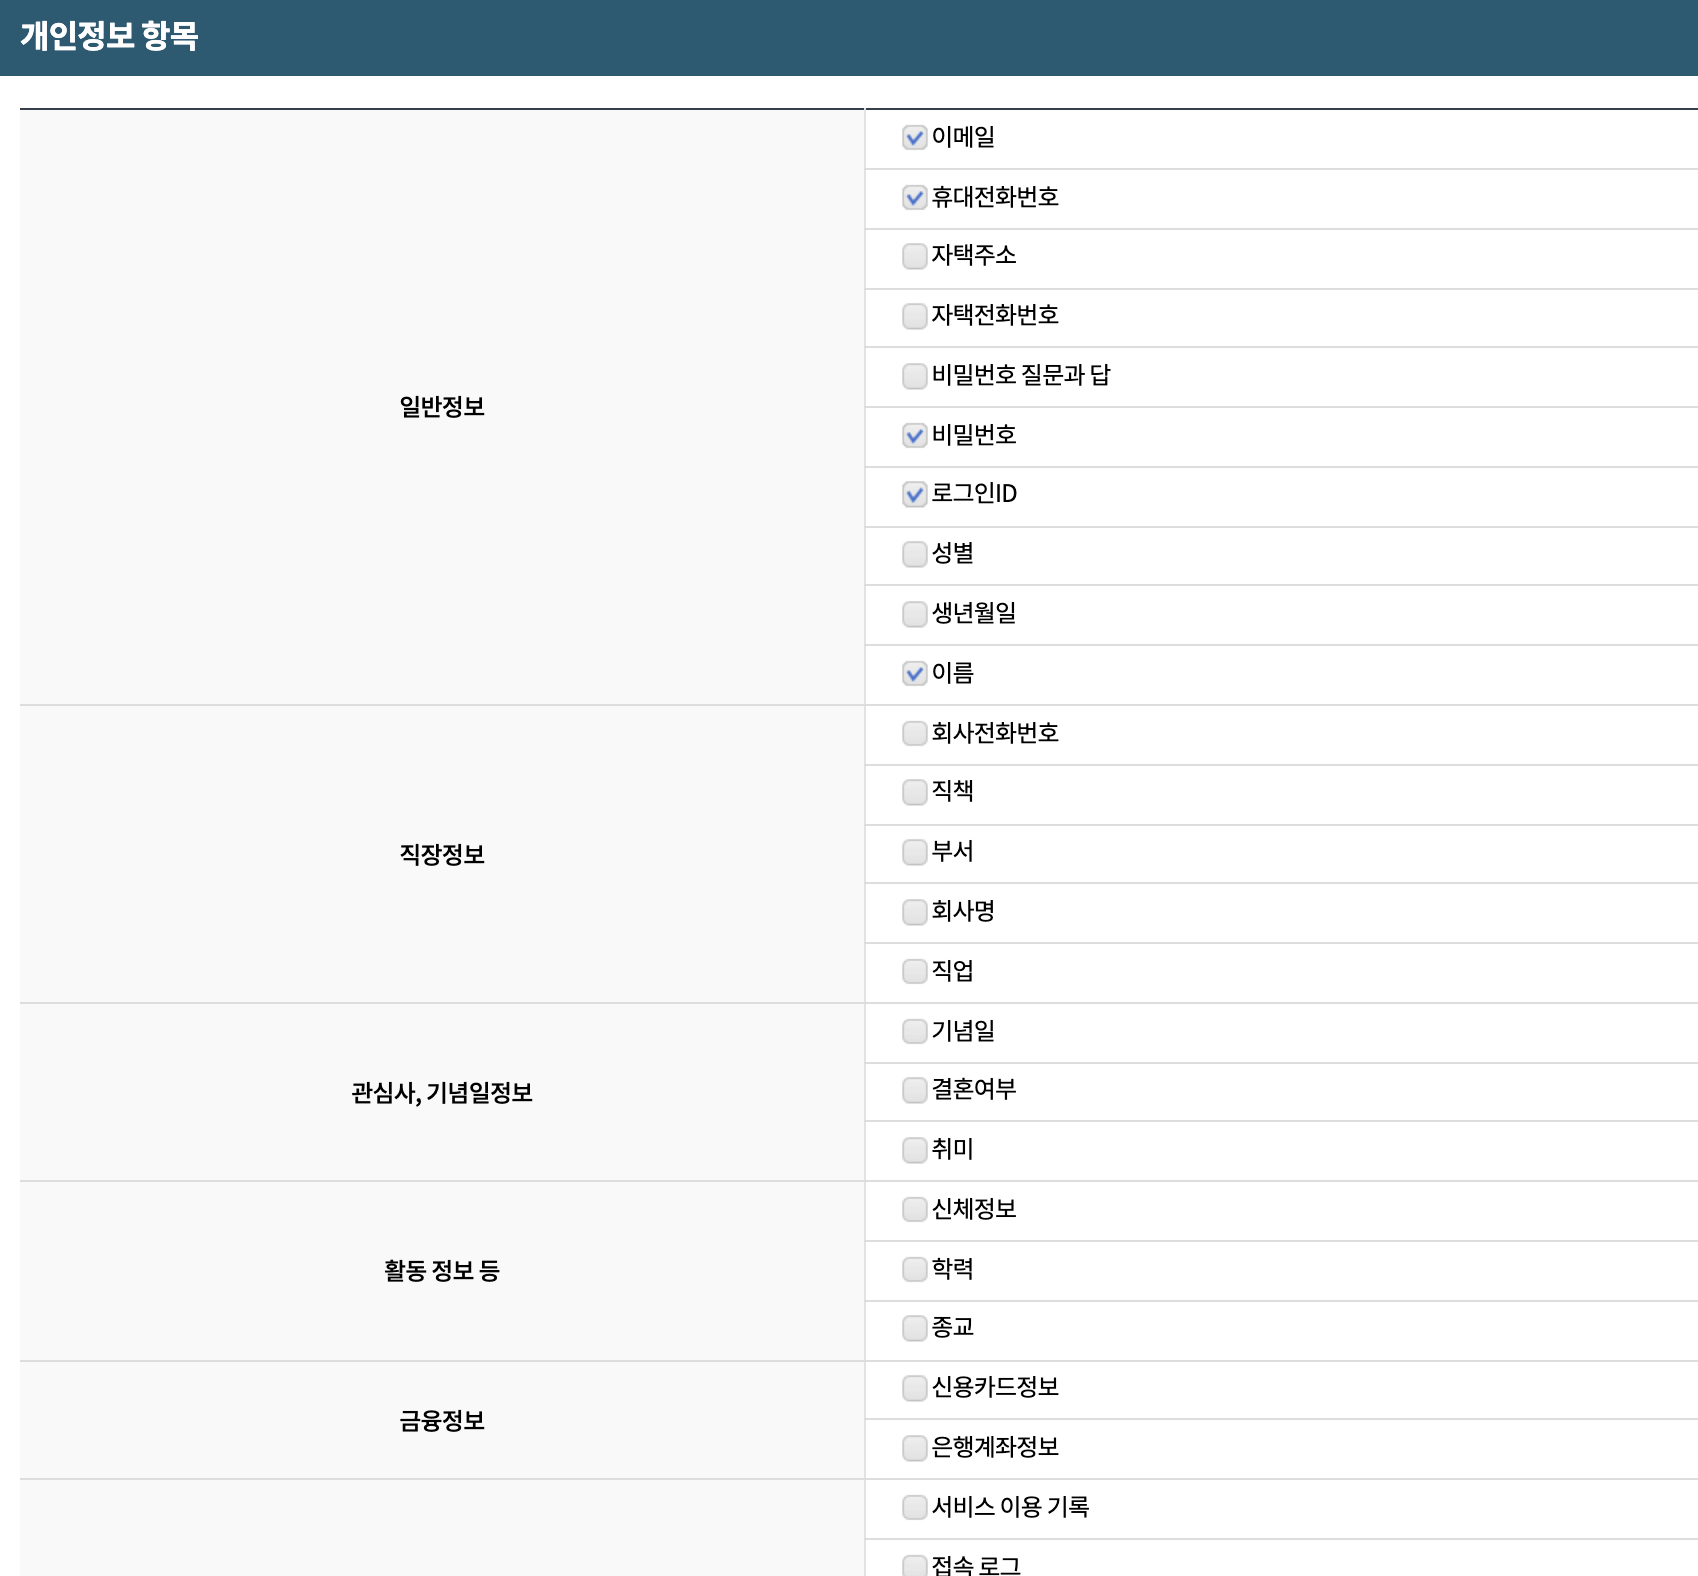 개인정보 항목
일반정보
이메일
휴대전화번호
자택주소
자택전화번호
비밀번호 질문과 답
비밀번호
로그인ID
성별
생년월일
이름
직장정보
회사전화번호
직책
부서
회사명
직업
관심사, 기념일정보
기념일
결혼여부
취미
활동 정보 등
신체정보
학력
종교
금융정보
신용카드정보
은행계좌정보
서비스 이용 기록
접속 로그